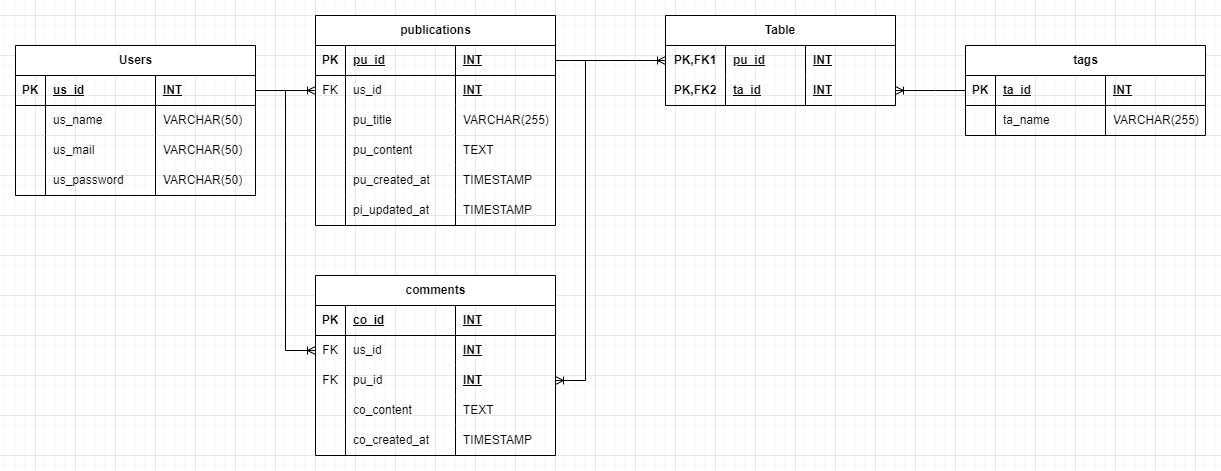 Users
PK us_id INT
us_name VARCHAR(50)
us_mail VARCHAR(50)
us_password VARCHAR(50)
publications
PK pu_id INT
FK us_id INT
pu_title VARCHAR(255)
pu_content TEXT
pu_created_at TIMESTAMP
pi_updated_at TIMESTAMP
comments
PK co_id INT
FK us_id INT
FK pu_id INT
co_content TEXT
co_created_at TIMESTAMP
Table
PK,FK1 pu_id INT
PK,FK2 ta_id INT
tags
PK ta_id INT
ta_name VARCHAR(255)